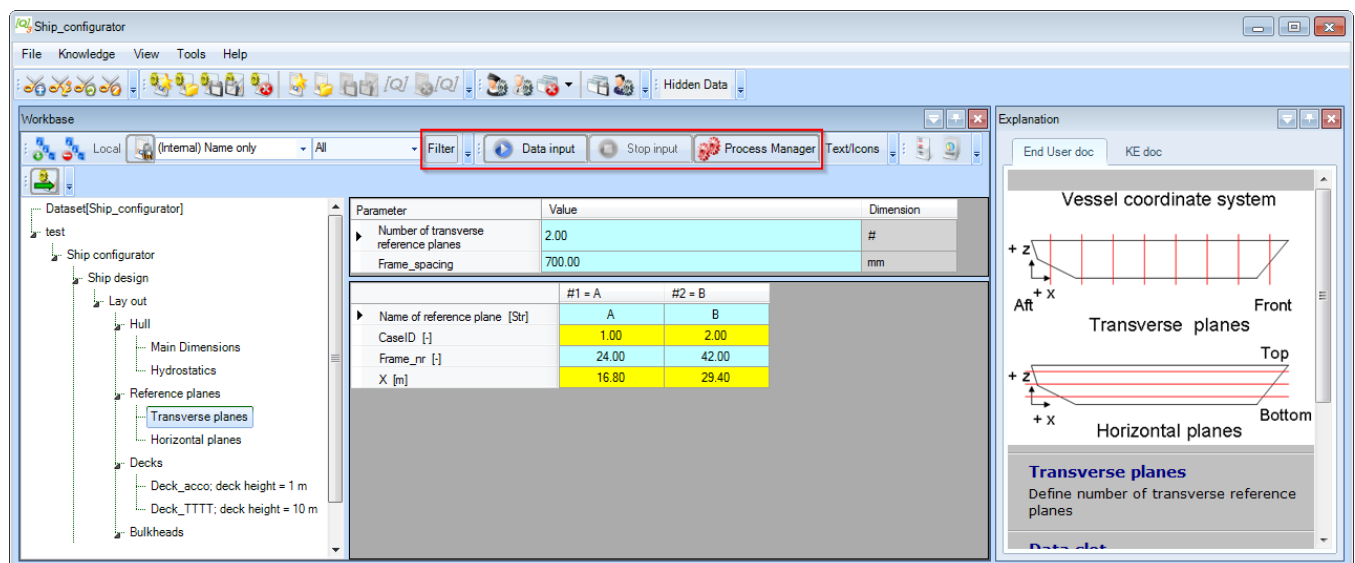 Ship_configurator
File Knowledge View Tools Help
[Q] [Q] Hidden Data
Workbase
Local (Internal) Name only All Filter Data input Stop input Process Manager Text/Icons
Dataset[Ship_configurator]
test
Ship configurator
Ship design
Lay out
Hull
Main Dimensions
Hydrostatics
Reference planes
Transverse planes
Horizontal planes
Decks
Deck_acco; deck height = 1 m
Deck_TTTT; deck height = 10 m
Bulkheads
Parameter Value Dimension
Number of transverse
reference planes 2.00 #
Frame_spacing 700.00 mm
#1 = A #2 = B
Name of reference plane [Str] A B
CaseID [-] 1.00 2.00
Frame_nr [-] 24.00 42.00
X [m] 16.80 29.40
Explanation
End User doc KE doc
Vessel coordinate system
+ z
+ x
Aft Front
Transverse planes
Top
+ z
+ x Bottom
Horizontal planes
Transverse planes
Define number of transverse reference
planes
Data slot